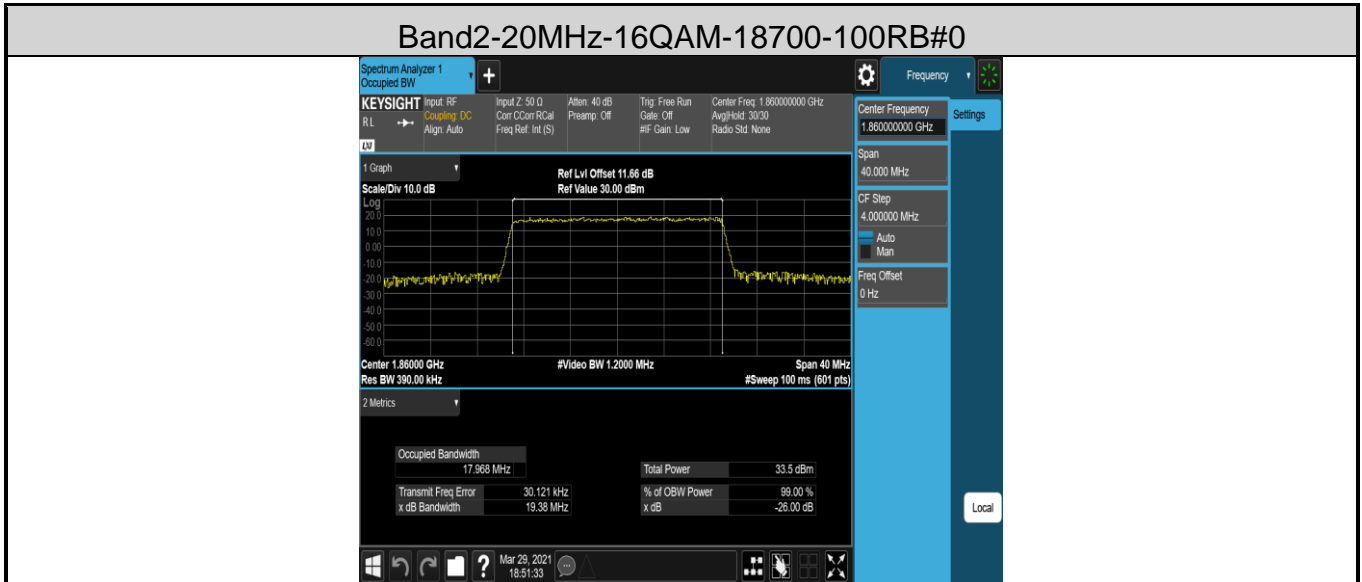 Band2-20MHz-16QAM-18700-100RB#0
Spectrum Analyzer 1
Occupied BW
+
Frequency
KEYSIGHT
RL
LXI
Input: RF
Coupling: DC
Align: Auto
Input Z: 50 Ω
Corr CCorr RCal
Freq Ref: Int (S)
Atten: 40 dB
Preamp: Off
Trig: Free Run
Gate: Off
#IF Gain: Low
Center Freq: 1.860000000 GHz
Avg|Hold: 30/30
Radio Std: None
Center Frequency
1.860000000 GHz
Settings
Span
40.000 MHz
CF Step
4.000000 MHz
Auto
Man
Freq Offset
0 Hz
1 Graph
Ref Lvl Offset 11.66 dB
Scale/Div 10.0 dB
Ref Value 30.00 dBm
Log
20.0
10.0
0.00
-10.0
-20.0
-30.0
-40.0
-50.0
-60.0
Center 1.86000 GHz
#Video BW 1.2000 MHz
Span 40 MHz
Res BW 390.00 kHz
#Sweep 100 ms (601 pts)
2 Metrics
Occupied Bandwidth
17.968 MHz
Total Power 33.5 dBm
Transmit Freq Error 30.121 kHz
% of OBW Power 99.00 %
x dB Bandwidth 19.38 MHz
x dB -26.00 dB
Local
?
Mar 29, 2021
18:51:33